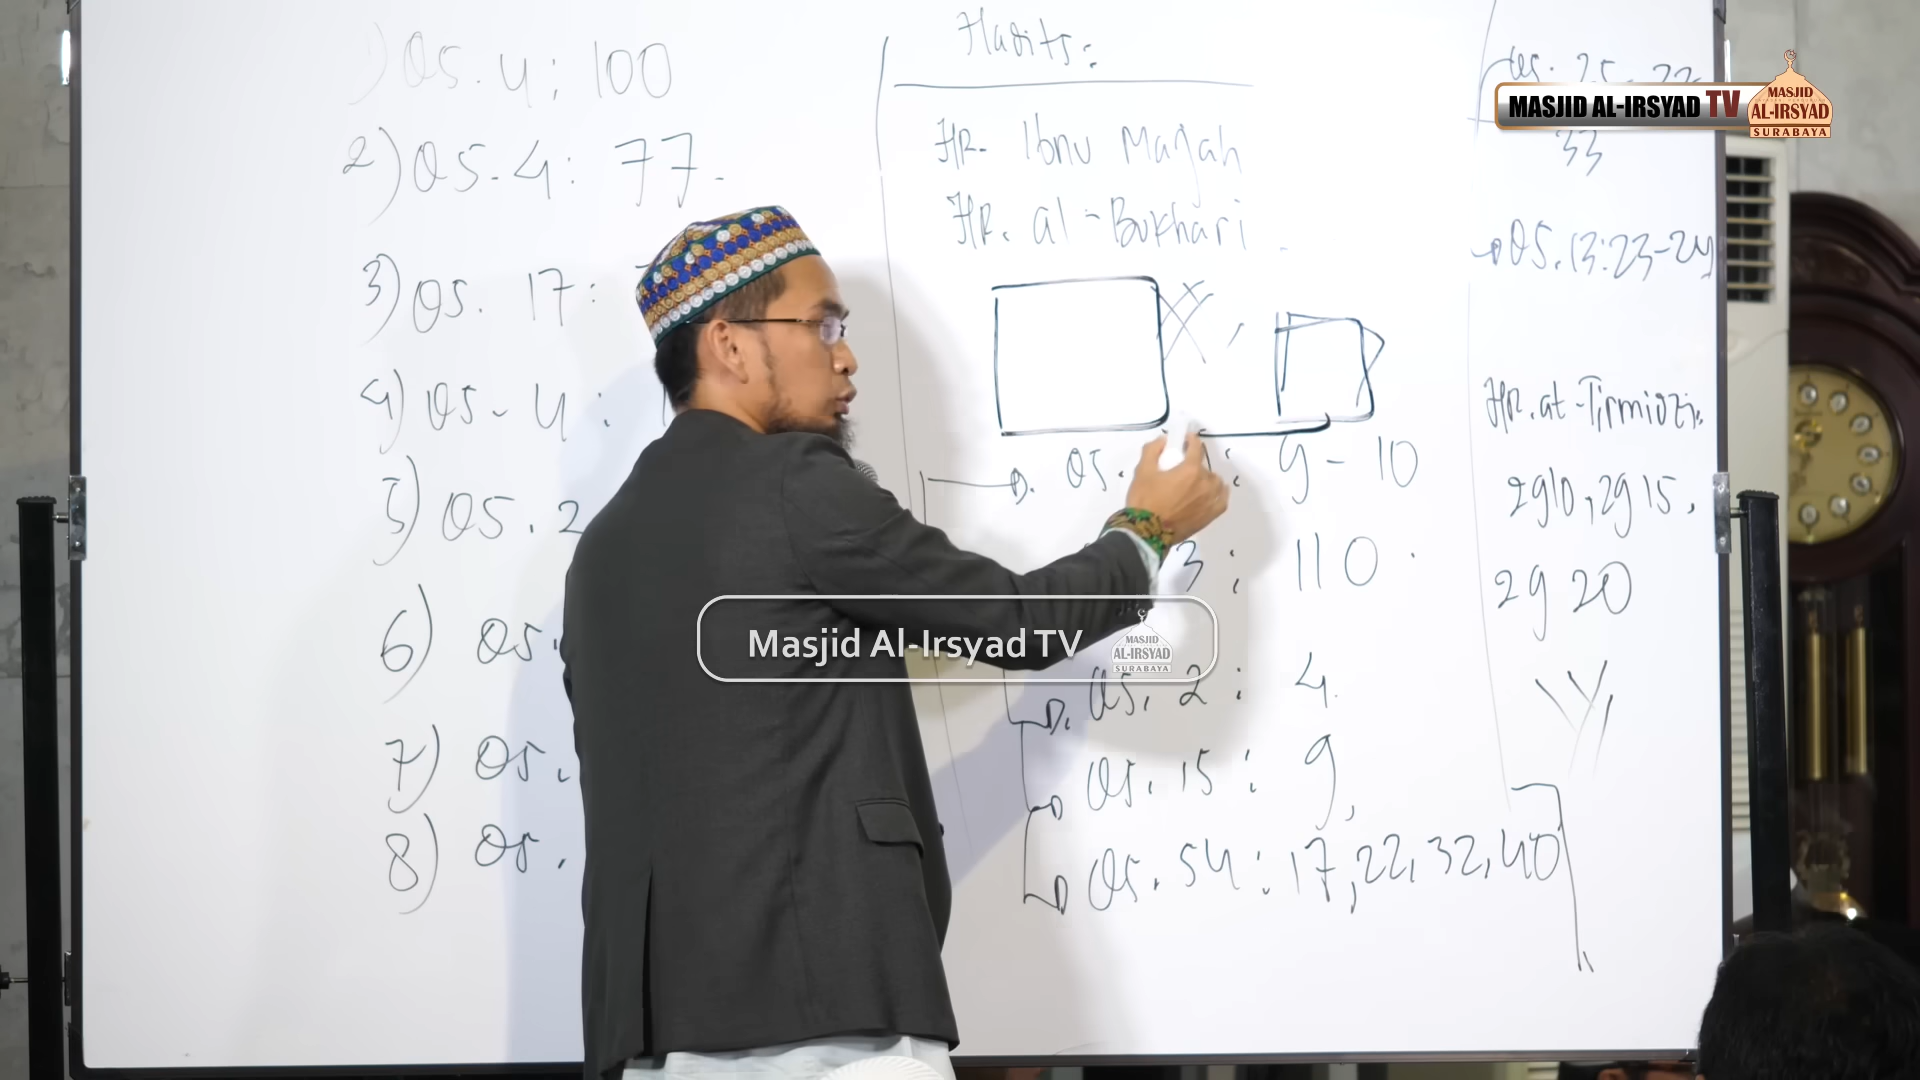 1) QS. 4 : 100
2) QS. 4 : 77
3) QS. 17 :
4) QS. 4 :
5) QS. 2
6) QS.
7) QS.
8) QS.
Hadits:
HR. Ibnu Majah
HR. al-Bukhari
QS. : 9 - 10
3 : 110
QS. 2 : 4
QS. 15 : 9,
QS. 54 : 17, 22, 32, 40
33
QS. 13:23-24
HR. at-Tirmidzi
2910, 2915,
2920
MASJID AL-IRSYAD TV
MASJID
AL-IRSYAD
SURABAYA
Masjid Al-Irsyad TV
MASJID
AL-IRSYAD
SURABAYA